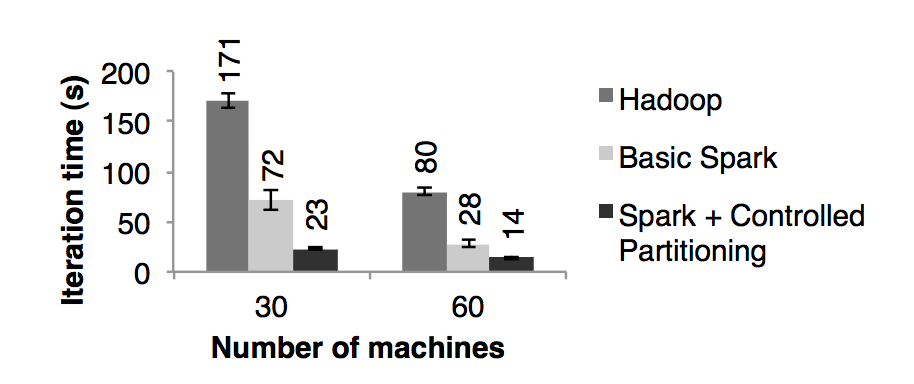 Iteration time (s)
200
150
100
50
0
171
72
23
80
28
14
30
60
Number of machines
Hadoop
Basic Spark
Spark + Controlled
Partitioning